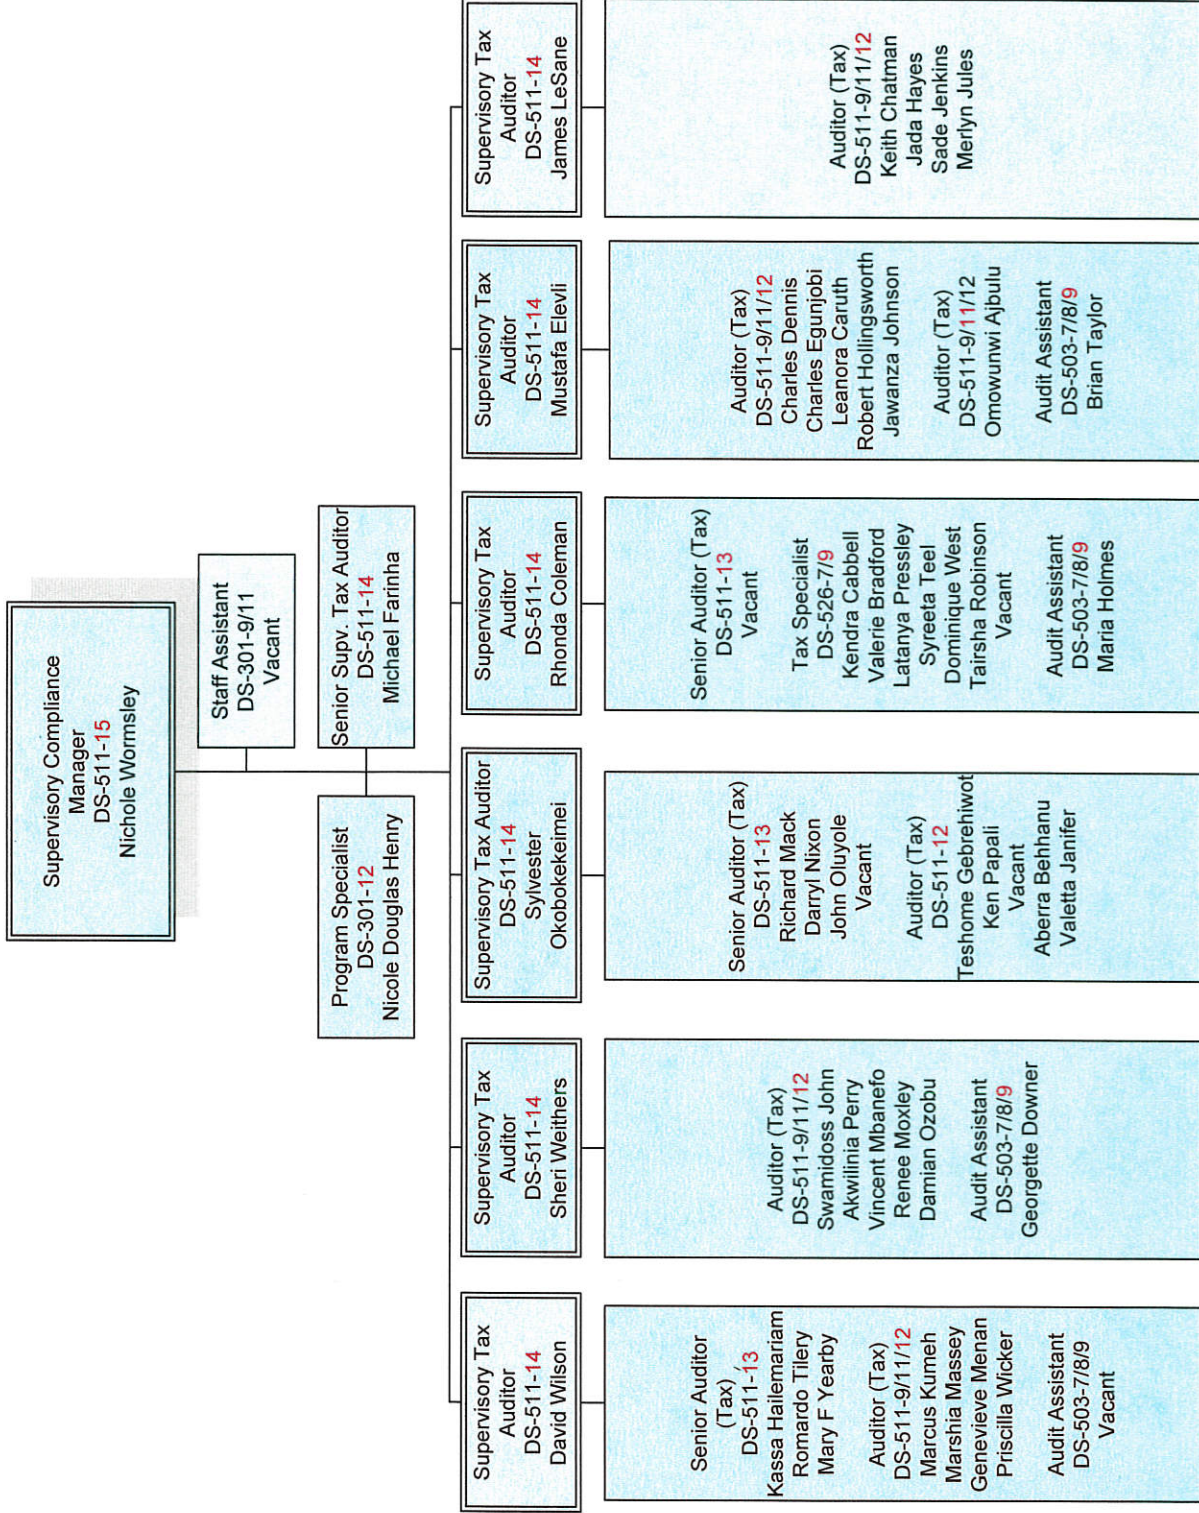 Supervisory Compliance
Manager
DS-511-15
Nichole Wormsley
Staff Assistant
DS-301-9/11
Vacant
Program Specialist
DS-301-12
Nicole Douglas Henry
Senior Supv. Tax Auditor
DS-511-14
Michael Farinha
Supervisory Tax
Auditor
DS-511-14
David Wilson
Supervisory Tax
Auditor
DS-511-14
Sheri Weithers
Supervisory Tax Auditor
DS-511-14
Sylvester
Okobokekeimei
Supervisory Tax
Auditor
DS-511-14
Rhonda Coleman
Supervisory Tax
Auditor
DS-511-14
Mustafa Elevli
Supervisory Tax
Auditor
DS-511-14
James LeSane
Senior Auditor
(Tax)
DS-511-13
Kassa Hailemariam
Romardo Tilery
Mary F Yearby
Auditor (Tax)
DS-511-9/11/12
Marcus Kumeh
Marshia Massey
Genevieve Menan
Priscilla Wicker
Audit Assistant
DS-503-7/8/9
Vacant
Auditor (Tax)
DS-511-9/11/12
Swamidoss John
Akwilinia Perry
Vincent Mbanefo
Renee Moxley
Damian Ozobu
Audit Assistant
DS-503-7/8/9
Georgette Downer
Senior Auditor (Tax)
DS-511-13
Richard Mack
Darryl Nixon
John Oluyole
Vacant
Auditor (Tax)
DS-511-12
Teshome Gebrehiwot
Ken Papali
Vacant
Aberra Behhanu
Valetta Janifer
Senior Auditor (Tax)
DS-511-13
Vacant
Tax Specialist
DS-526-7/9
Kendra Cabbell
Valerie Bradford
Latanya Pressley
Syreeta Teel
Dominique West
Tairsha Robinson
Vacant
Audit Assistant
DS-503-7/8/9
Maria Holmes
Auditor (Tax)
DS-511-9/11/12
Charles Dennis
Charles Egunjobi
Leanora Caruth
Robert Hollingsworth
Jawanza Johnson
Auditor (Tax)
DS-511-9/11/12
Omowunwi Ajbulu
Audit Assistant
DS-503-7/8/9
Brian Taylor
Auditor (Tax)
DS-511-9/11/12
Keith Chatman
Jada Hayes
Sade Jenkins
Merlyn Jules